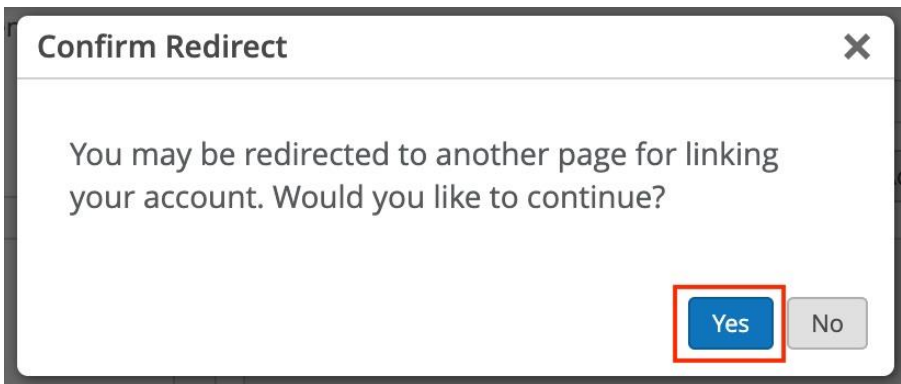 Confirm Redirect
You may be redirected to another page for linking
your account. Would you like to continue?
Yes No